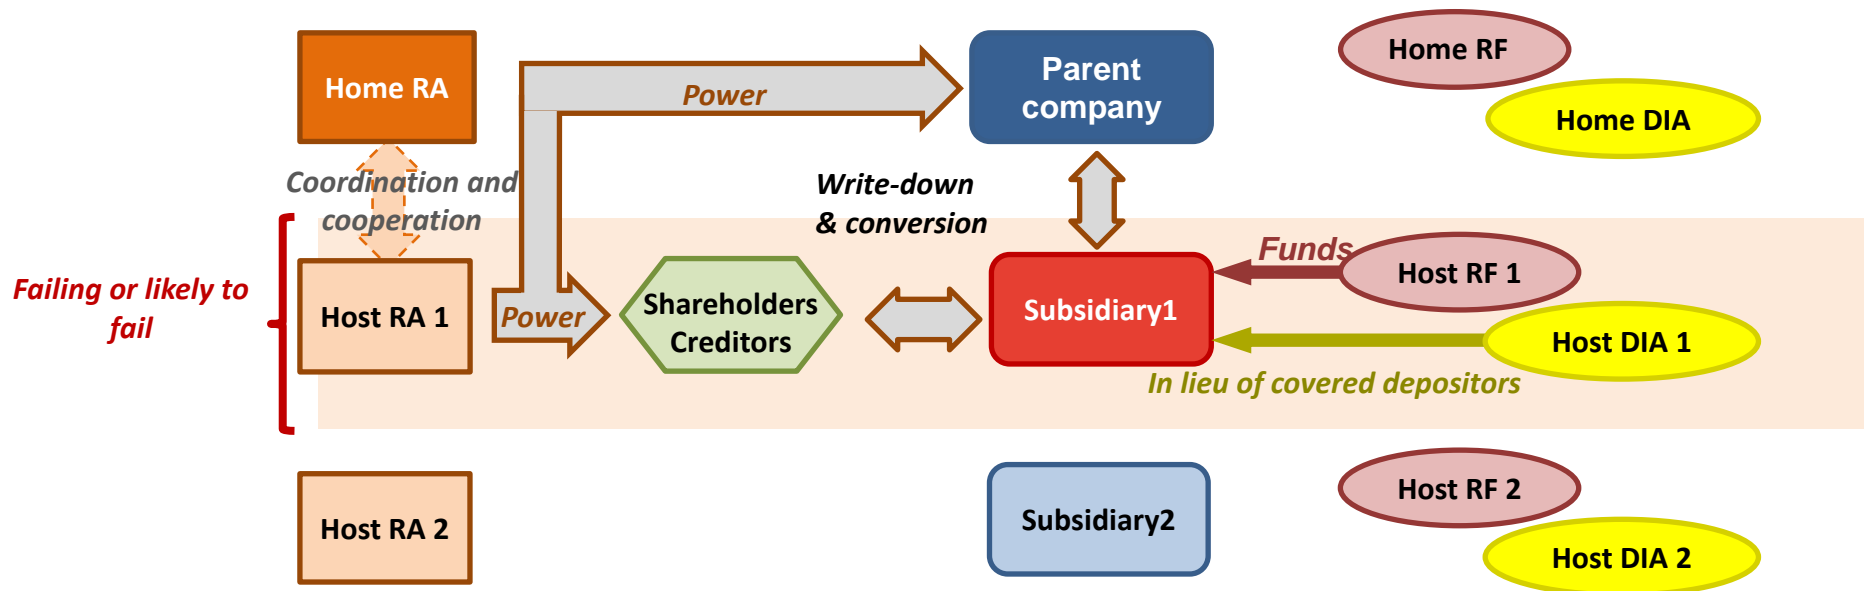 Home RA
Power
Parent
company
Home RF
Home DIA
Coordination and
cooperation
Write-down
& conversion
Failing or likely to
fail
Host RA 1
Power
Shareholders
Creditors
Subsidiary1
Funds
Host RF 1
Host DIA 1
In lieu of covered depositors
Host RA 2
Subsidiary2
Host RF 2
Host DIA 2